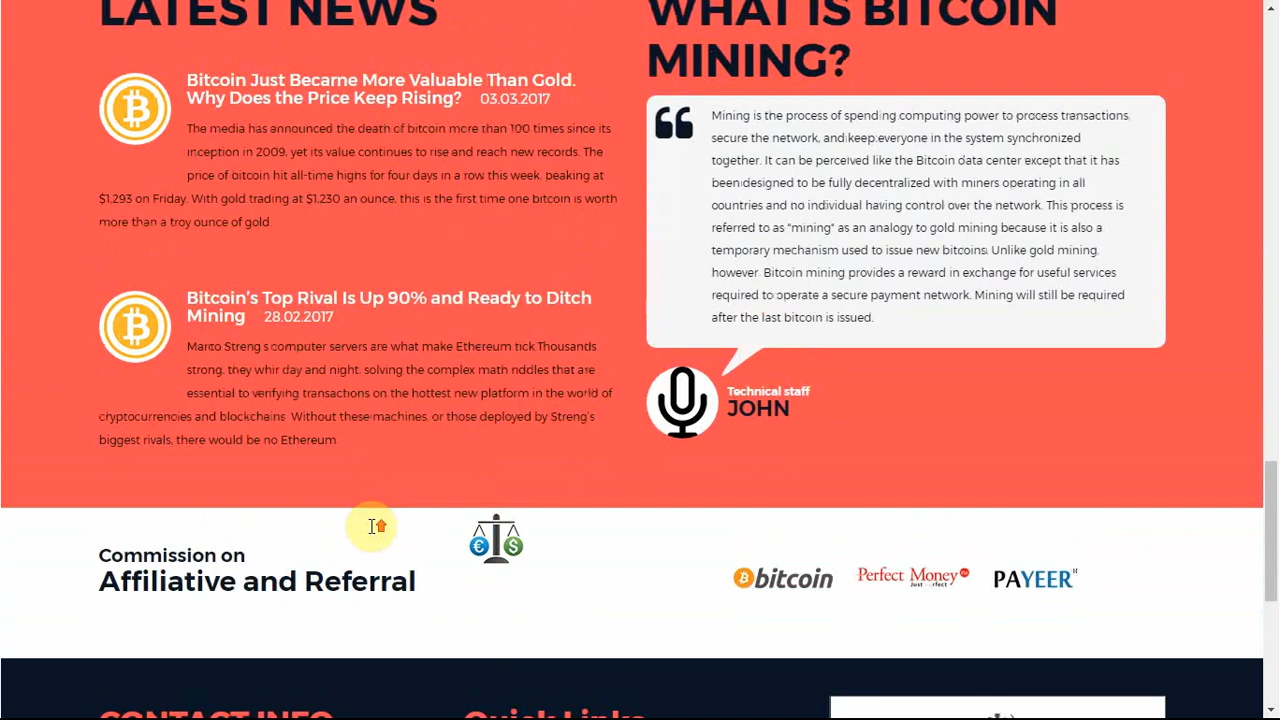 LATEST NEWS
Bitcoin Just Became More Valuable Than Gold.
Why Does the Price Keep Rising? 03.03.2017
The media has announced the death of bitcoin more than 100 times since its
inception in 2009, yet its value continues to rise and reach new records. The
price of bitcoin hit all-time highs for four days in a row this week, peaking at
$1,293 on Friday. With gold trading at $1,230 an ounce, this is the first time one bitcoin is worth
more than a troy ounce of gold.
Bitcoin's Top Rival Is Up 90% and Ready to Ditch
Mining 28.02.2017
Marco Streng's computer servers are what make Ethereum tick. Thousands
strong, they whir day and night, solving the complex math riddles that are
essential to verifying transactions on the hottest new platform in the world of
cryptocurrencies and blockchains. Without these machines, or those deployed by Streng's
biggest rivals, there would be no Ethereum.
WHAT IS BITCOIN
MINING?
Mining is the process of spending computing power to process transactions,
secure the network, and keep everyone in the system synchronized
together. It can be perceived like the Bitcoin data center except that it has
been designed to be fully decentralized with miners operating in all
countries and no individual having control over the network. This process is
referred to as "mining" as an analogy to gold mining because it is also a
temporary mechanism used to issue new bitcoins. Unlike gold mining,
however, Bitcoin mining provides a reward in exchange for useful services
required to operate a secure payment network. Mining will still be required
after the last bitcoin is issued.
Technical staff
JOHN
Commission on
Affiliative and Referral
bitcoin
Perfect Money
PAYEER
CONTACT INFO
Quick Links